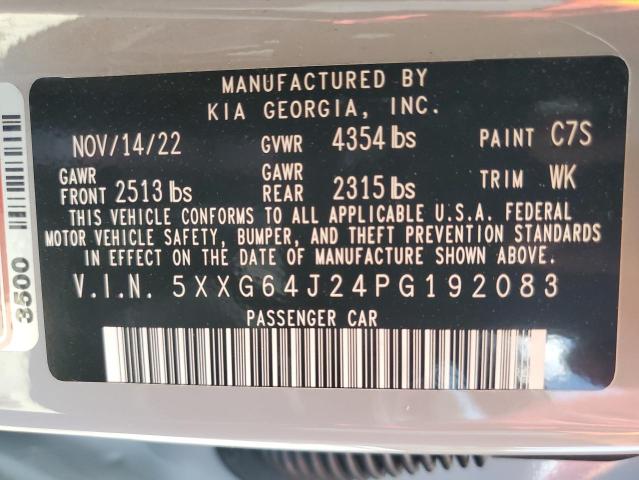 MANUFACTURED BY
KIA GEORGIA, INC.
NOV/14/22 GVWR 4354 lbs PAINT C7S
GAWR FRONT 2513 lbs GAWR REAR 2315 lbs TRIM WK
THIS VEHICLE CONFORMS TO ALL APPLICABLE U.S.A. FEDERAL
MOTOR VEHICLE SAFETY, BUMPER, AND THEFT PREVENTION STANDARDS
IN EFFECT ON THE DATE OF MANUFACTURE SHOWN ABOVE.
V.I.N. 5XXG64J24PG192083
PASSENGER CAR
3500